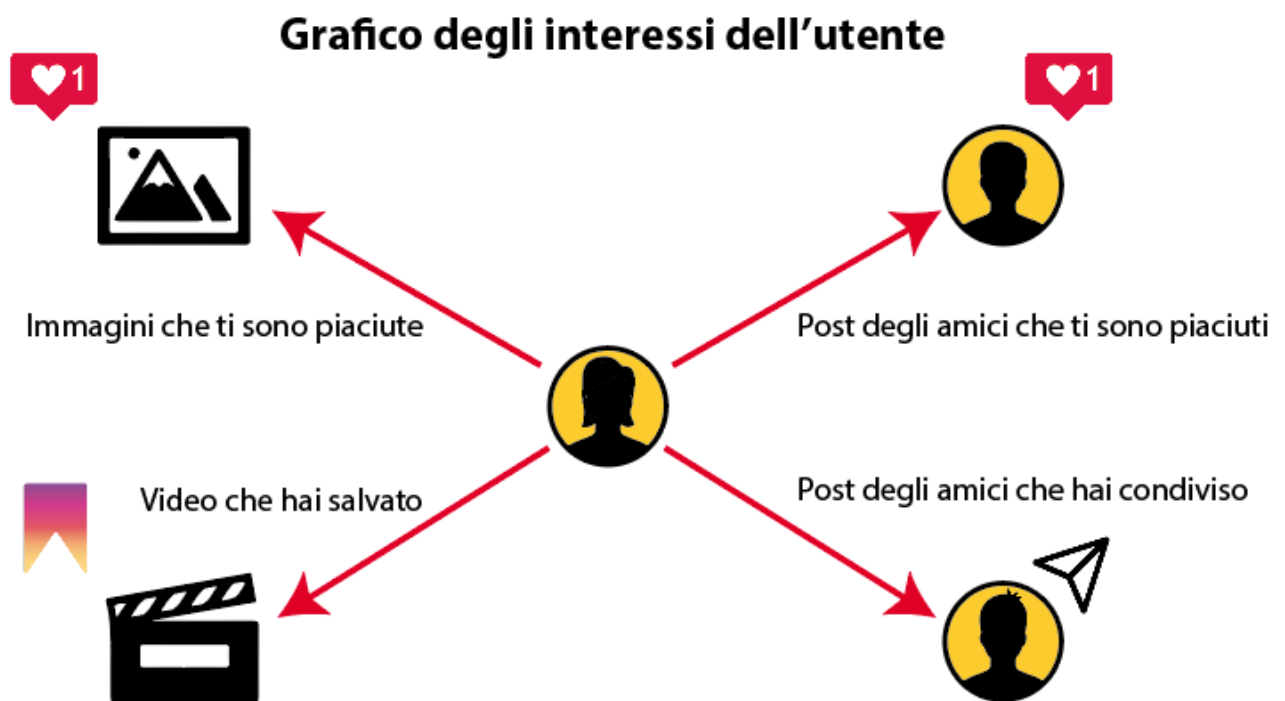 Grafico degli interessi dell'utente
1
1
Immagini che ti sono piaciute
Post degli amici che ti sono piaciuti
Video che hai salvato
Post degli amici che hai condiviso